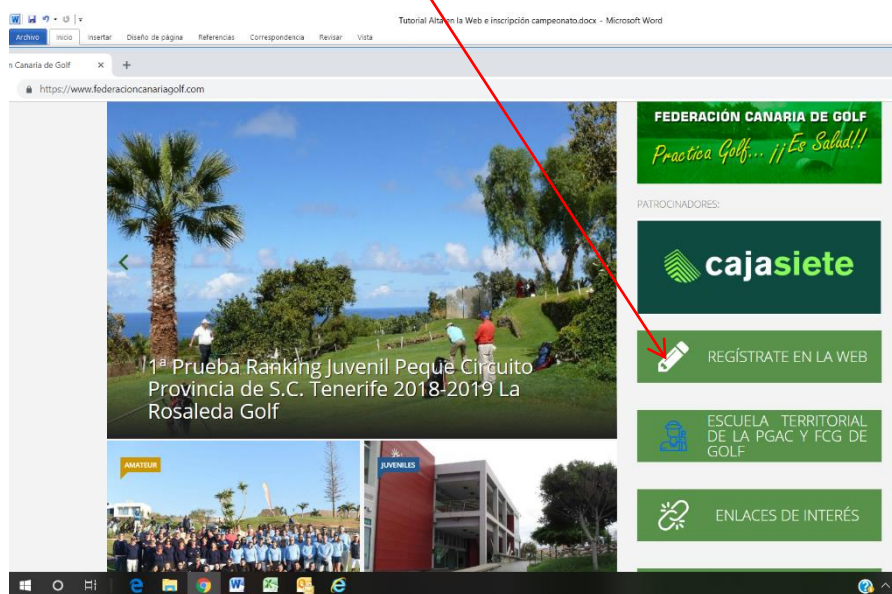 Tutorial Alta en la Web e inscripción campeonato.docx - Microsoft Word
Archivo Inicio Insertar Diseño de página Referencias Correspondencia Revisar Vista
n Canaria de Golf × +
https://www.federacioncanariagolf.com
FEDERACIÓN CANARIA DE GOLF
Practica Golf... ¡¡Es Salud!!
PATROCINADORES:
cajasiete
REGÍSTRATE EN LA WEB
1ª Prueba Ranking Juvenil Peque Circuito
Provincia de S.C. Tenerife 2018-2019 La
Rosaleda Golf
ESCUELA TERRITORIAL
DE LA PGAC Y FCG DE
GOLF
AMATEUR
JUVENILES
ENLACES DE INTERÉS